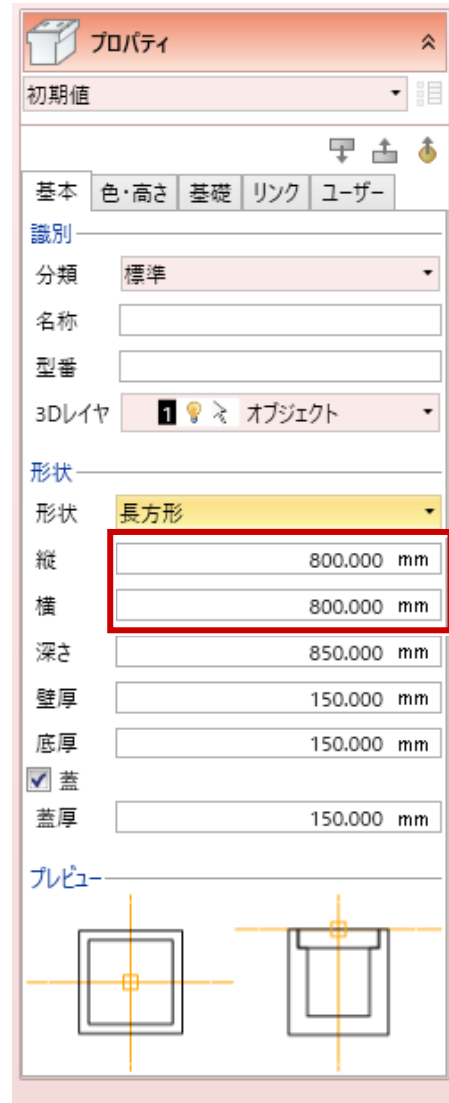 プロパティ
初期値
基本 色・高さ 基礎 リンク ユーザー
識別
分類 標準
名称
型番
3Dレイヤ 1 オブジェクト
形状
形状 長方形
縦 800.000 mm
横 800.000 mm
深さ 850.000 mm
壁厚 150.000 mm
底厚 150.000 mm
蓋
蓋厚 150.000 mm
プレビュー